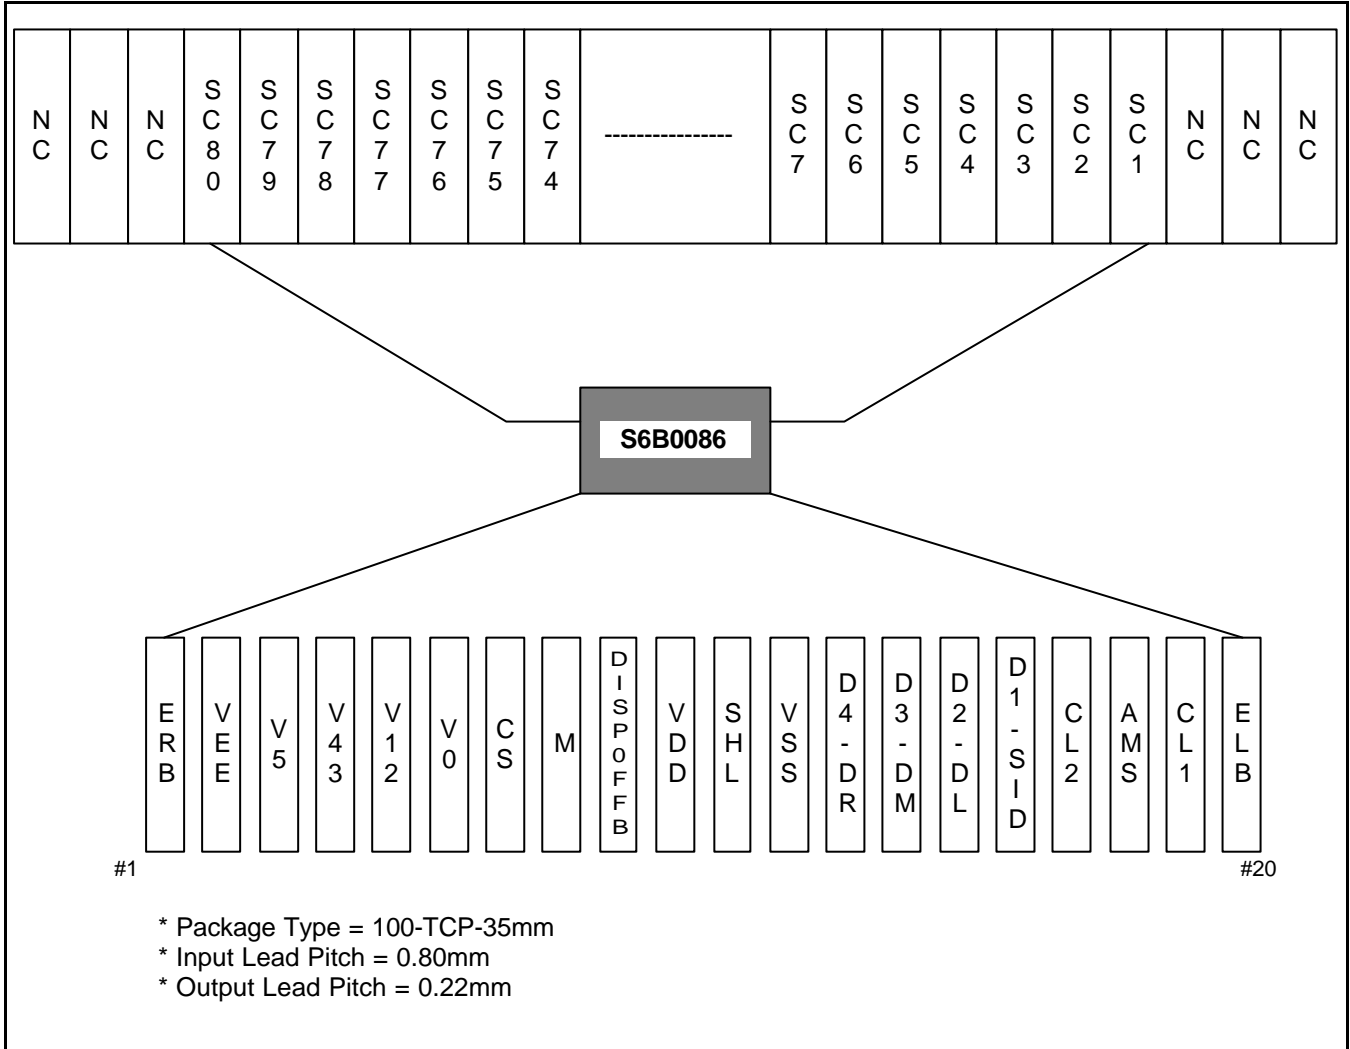 NC NC NC SC80 SC79 SC78 SC77 SC76 SC75 SC74 ---------------- SC7 SC6 SC5 SC4 SC3 SC2 SC1 NC NC NC
S6B0086
ERB VEE V5 V43 V12 V0 CS M DISP0FFB VDD SHL VSS D4-DR D3-DM D2-DL D1-SID CL2 AMS CL1 ELB
#1 #20
* Package Type = 100-TCP-35mm
* Input Lead Pitch = 0.80mm
* Output Lead Pitch = 0.22mm